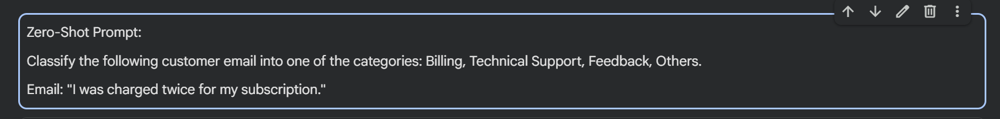 Zero-Shot Prompt:
Classify the following customer email into one of the categories: Billing, Technical Support, Feedback, Others.
Email: "I was charged twice for my subscription."